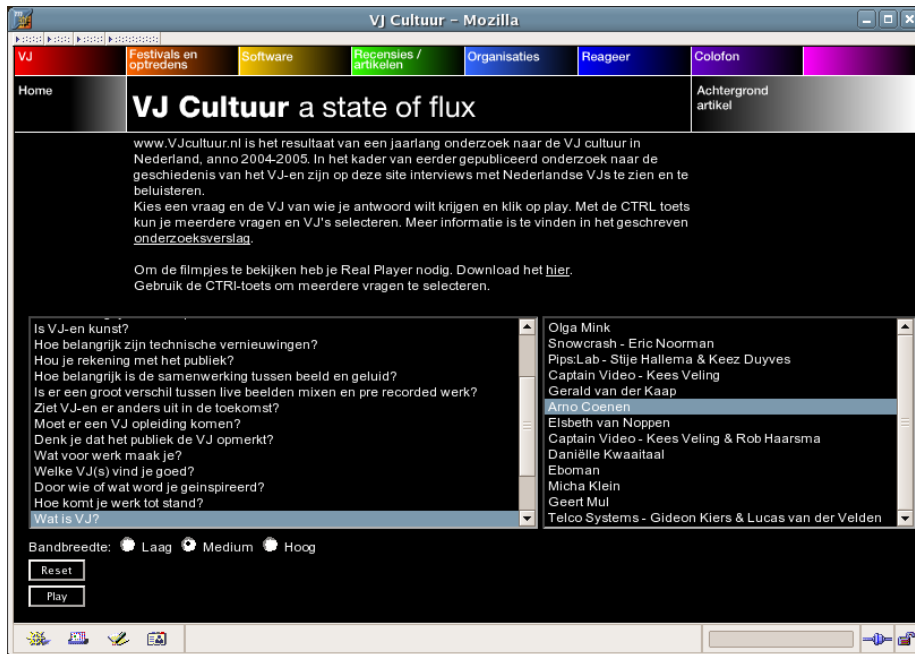 VJ Cultuur – Mozilla
VJ
Festivals en
optredens
Software
Recensies /
artikelen
Organisaties
Reageer
Colofon
Home
VJ Cultuur a state of flux
Achtergrond
artikel
www.VJcultuur.nl is het resultaat van een jaarlang onderzoek naar de VJ cultuur in
Nederland, anno 2004-2005. In het kader van eerder gepubliceerd onderzoek naar de
geschiedenis van het VJ-en zijn op deze site interviews met Nederlandse VJs te zien en te
beluisteren.
Kies een vraag en de VJ van wie je antwoord wilt krijgen en klik op play. Met de CTRL toets
kun je meerdere vragen en VJ's selecteren. Meer informatie is te vinden in het geschreven
onderzoeksverslag.
Om de filmpjes te bekijken heb je Real Player nodig. Download het hier.
Gebruik de CTRl-toets om meerdere vragen te selecteren.
Is VJ-en kunst?
Hoe belangrijk zijn technische vernieuwingen?
Hou je rekening met het publiek?
Hoe belangrijk is de samenwerking tussen beeld en geluid?
Is er een groot verschil tussen live beelden mixen en pre recorded werk?
Ziet VJ-en er anders uit in de toekomst?
Moet er een VJ opleiding komen?
Denk je dat het publiek de VJ opmerkt?
Wat voor werk maak je?
Welke VJ(s) vind je goed?
Door wie of wat word je geinspireerd?
Hoe komt je werk tot stand?
Wat is VJ?
Olga Mink
Snowcrash - Eric Noorman
Pips:Lab - Stije Hallema & Keez Duyves
Captain Video - Kees Veling
Gerald van der Kaap
Arno Coenen
Elsbeth van Noppen
Captain Video - Kees Veling & Rob Haarsma
Daniëlle Kwaaitaal
Eboman
Micha Klein
Geert Mul
Telco Systems - Gideon Kiers & Lucas van der Velden
Bandbreedte: Laag Medium Hoog
Reset
Play